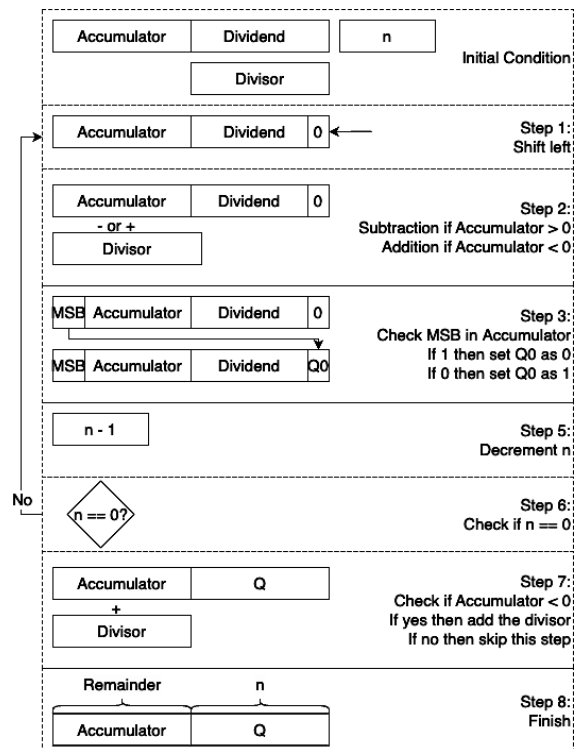 Accumulator Dividend n
Initial Condition
Divisor
Accumulator Dividend 0
Step 1:
Shift left
Accumulator Dividend 0
- or +
Divisor
Step 2:
Subtraction if Accumulator > 0
Addition if Accumulator < 0
MSB Accumulator Dividend 0
MSB Accumulator Dividend Q0
Step 3:
Check MSB in Accumulator
If 1 then set Q0 as 0
If 0 then set Q0 as 1
n - 1
Step 5:
Decrement n
No
n == 0?
Step 6:
Check if n == 0
Accumulator Q
+
Divisor
Step 7:
Check if Accumulator < 0
If yes then add the divisor
If no then skip this step
Remainder n
Accumulator Q
Step 8:
Finish